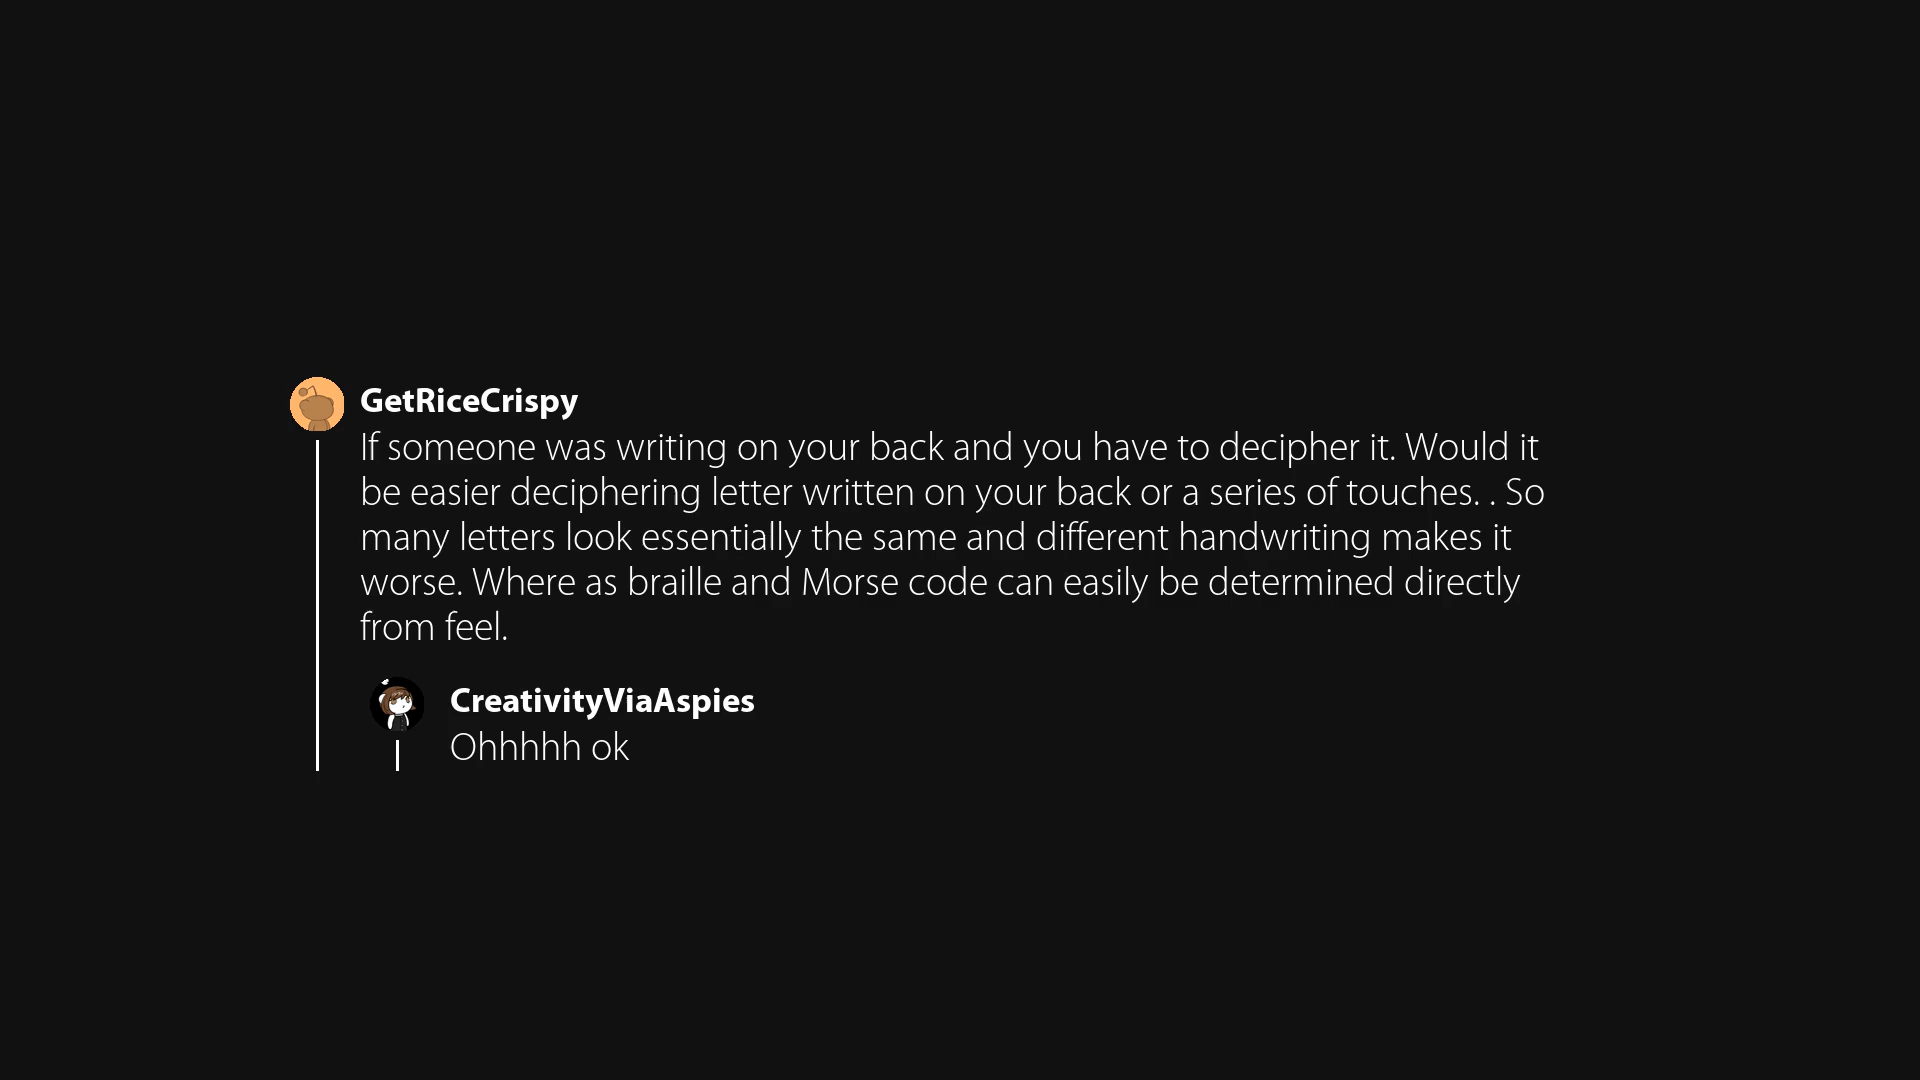 GetRiceCrispy
If someone was writing on your back and you have to decipher it. Would it
be easier deciphering letter written on your back or a series of touches. . So
many letters look essentially the same and different handwriting makes it
worse. Where as braille and Morse code can easily be determined directly
from feel.
CreativityViaAspies
Ohhhhh ok